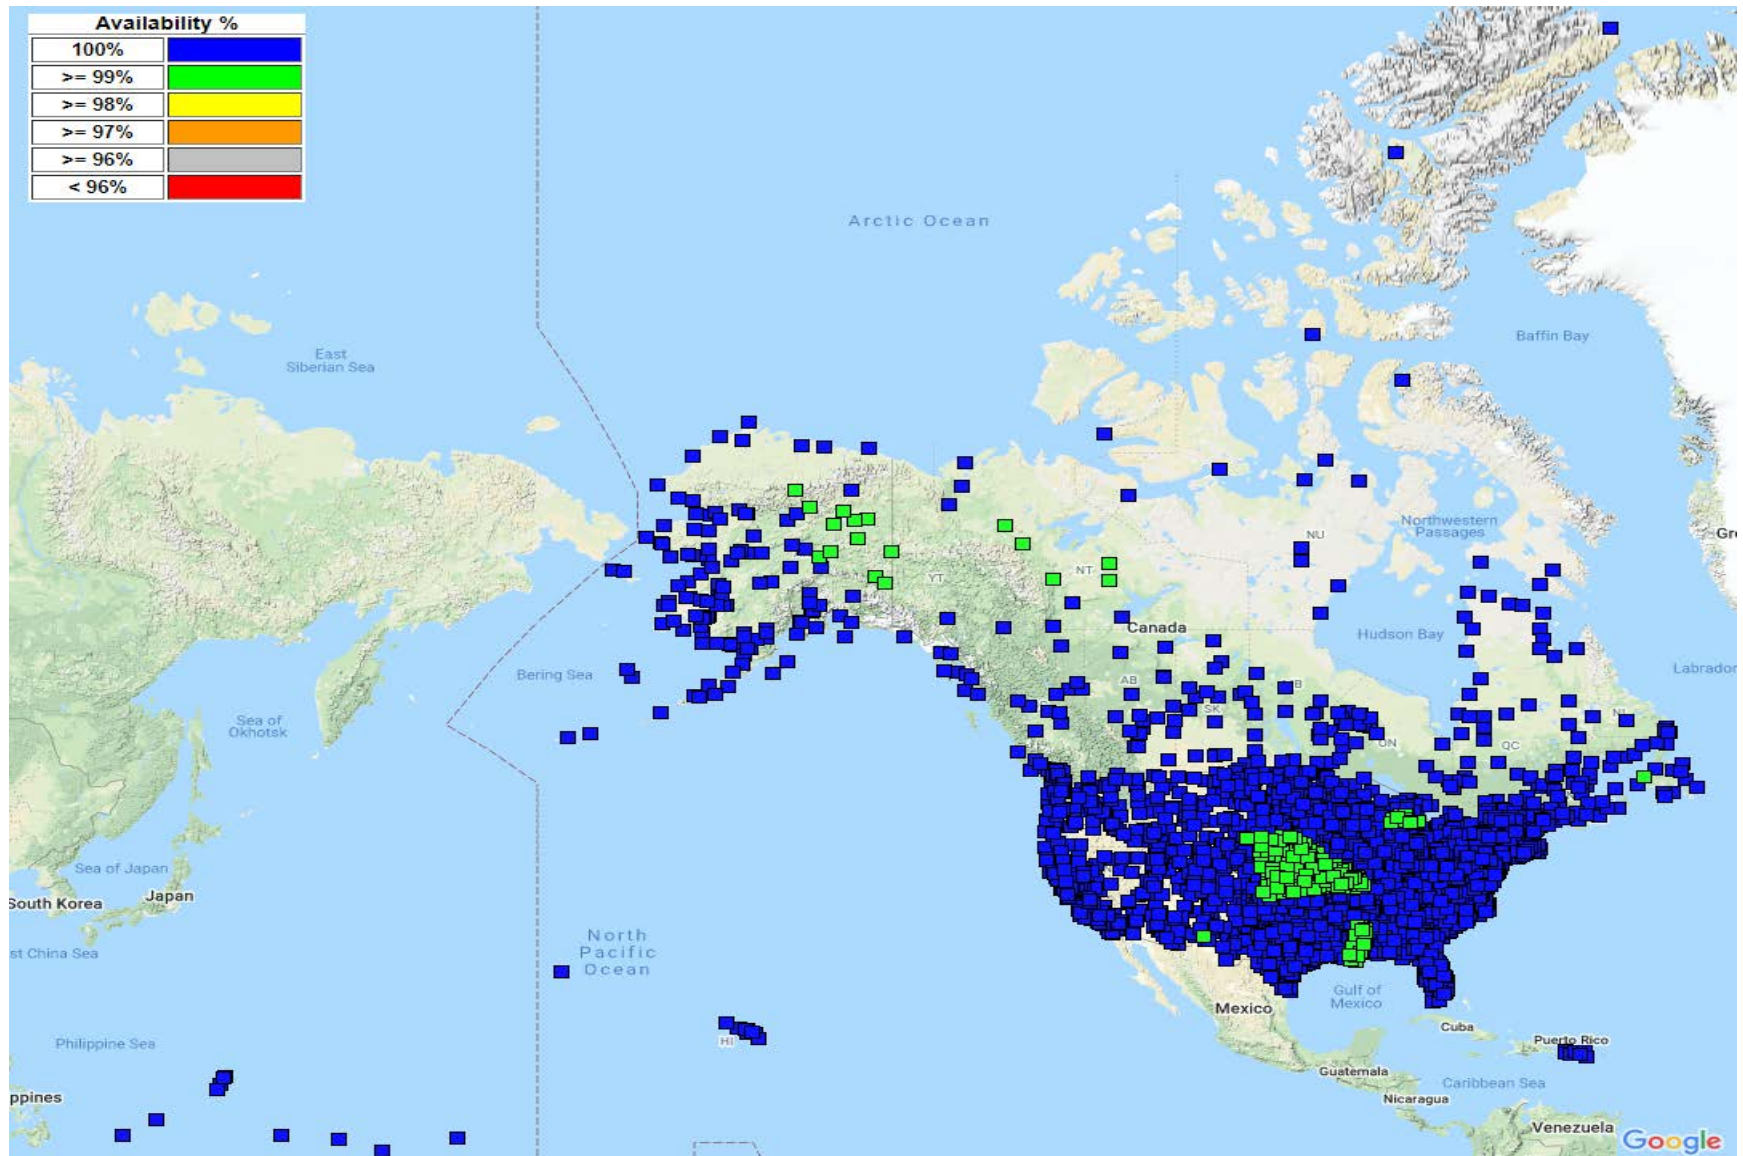 Availability %
100%
>= 99%
>= 98%
>= 97%
>= 96%
< 96%
Arctic Ocean
East
Siberian Sea
Baffin Bay
Northwestern
Passages
NU
Gre
NT
YT
Canada
Hudson Bay
Labrador
Bering Sea
AB
SK
MB
ON
QC
NL
Sea of
Okhotsk
Sea of Japan
Japan
South Korea
st China Sea
North
Pacific
Ocean
Gulf of
Mexico
Mexico
Cuba
HI
Puerto Rico
Philippine Sea
Guatemala
Caribbean Sea
ppines
Nicaragua
Venezuela
Google